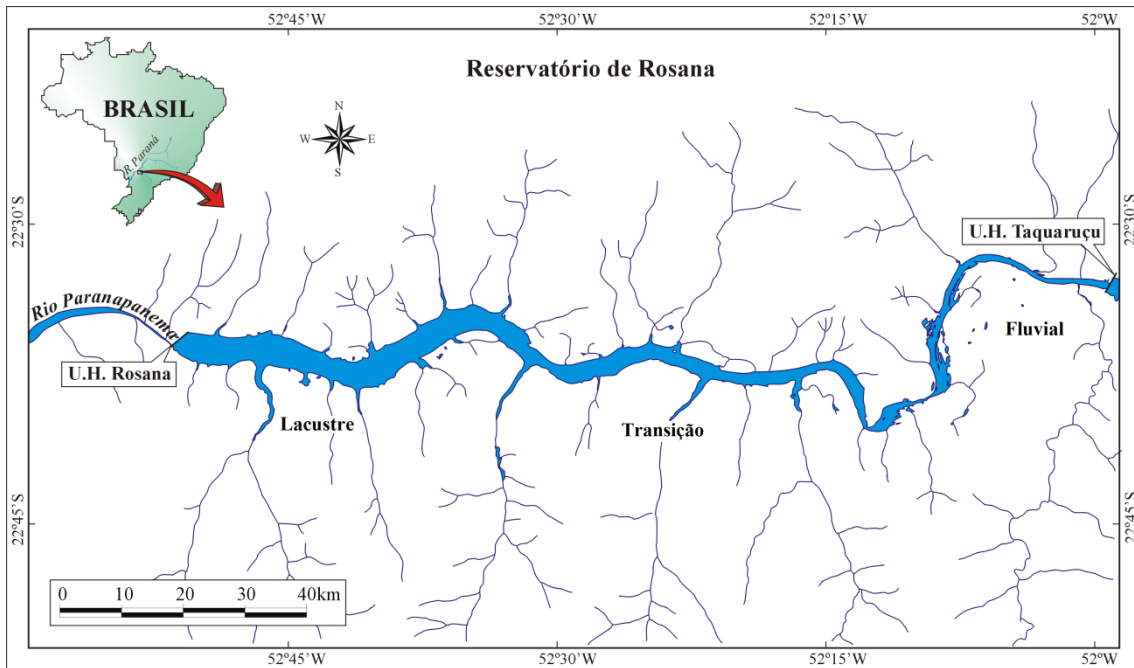 52°45'W 52°30'W 52°15'W 52°W
Reservatório de Rosana
BRASIL
R. Paraná
N
W E
S
22°30'S 22°30'S
U.H. Taquaruçu
Rio Paranapanema
Fluvial
U.H. Rosana
Lacustre
Transição
22°45'S 22°45'S
0 10 20 30 40km
52°45'W 52°30'W 52°15'W 52°W